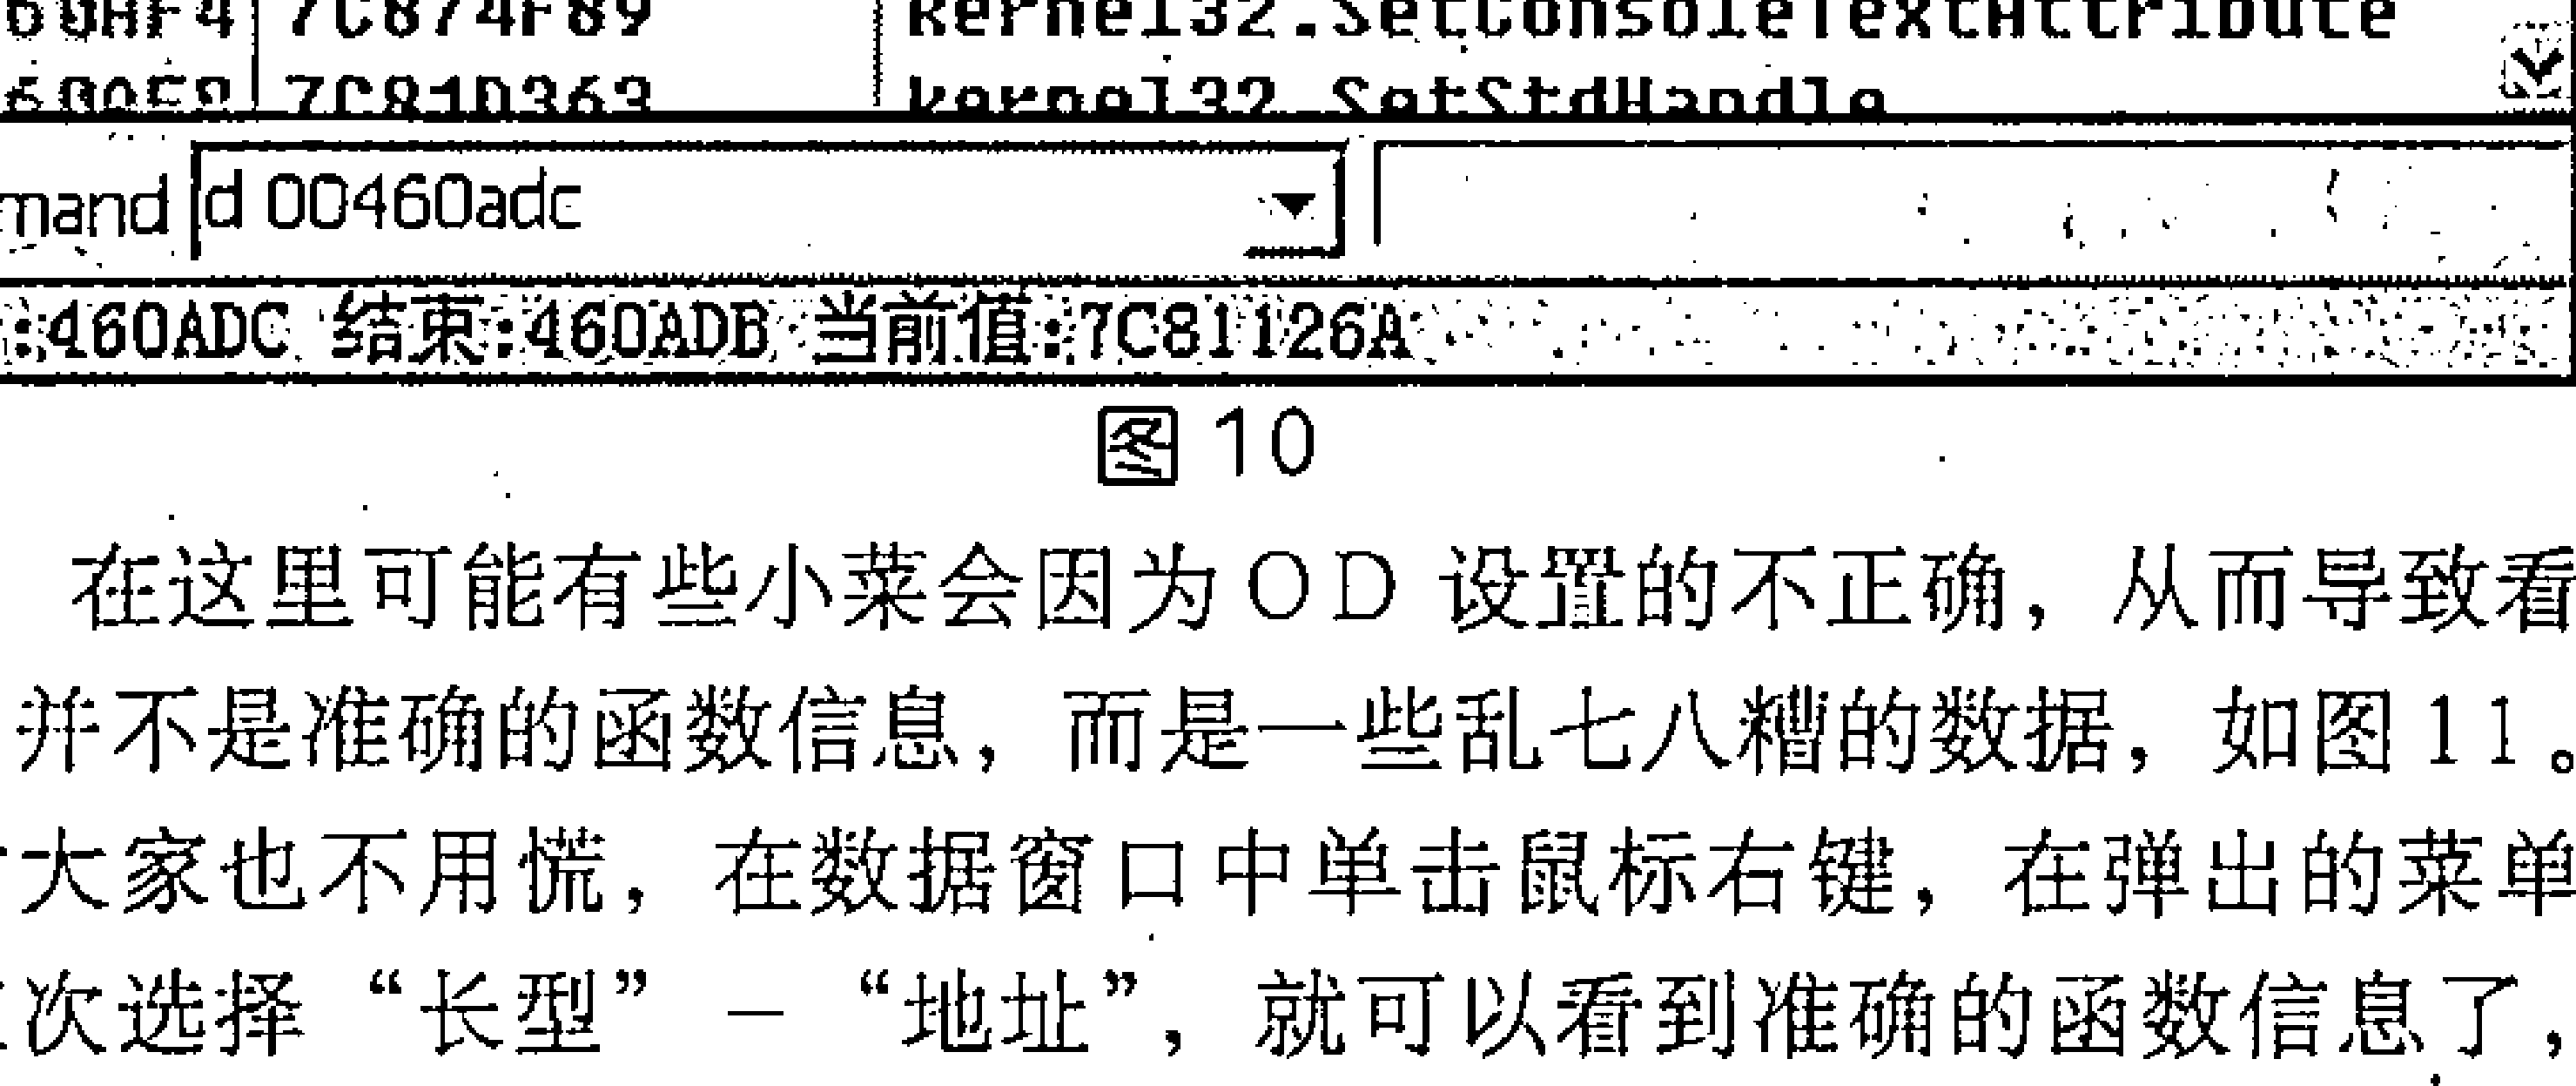 60AF4 7C874F89 kernel32.SetConsoleTextAttribute
60AF8 7C81D363 kernel32.SetStdHandle
mand d 00460adc
:460ADC 结束:460ADB 当前值:7C81126A
图 10
在这里可能有些小菜会因为OD 设置的不正确，从而导致看
并不是准确的函数信息，而是一些乱七八糟的数据，如图 11。
大家也不用慌，在数据窗口中单击鼠标右键，在弹出的菜单
次选择 “长型” – “地址”，就可以看到准确的函数信息了，